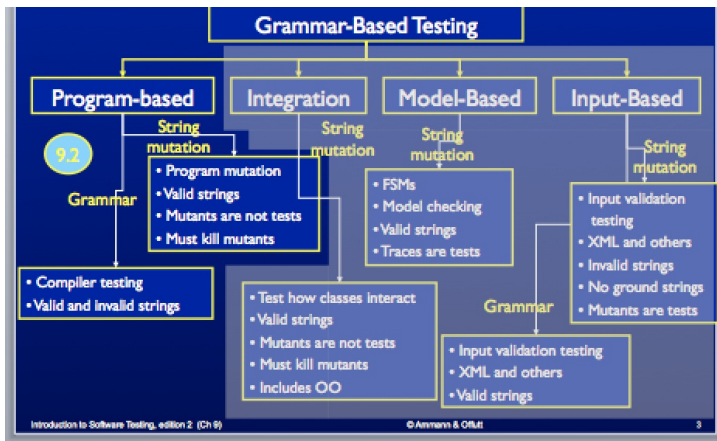 Grammar-Based Testing
Program-based
Integration
Model-Based
Input-Based
9.2
String
mutation
Grammar
• Program mutation
• Valid strings
• Mutants are not tests
• Must kill mutants
• Compiler testing
• Valid and invalid strings
String
mutation
• Test how classes interact
• Valid strings
• Mutants are not tests
• Must kill mutants
• Includes OO
String
mutation
• FSMs
• Model checking
• Valid strings
• Traces are tests
String
mutation
• Input validation
testing
• XML and others
• Invalid strings
• No ground strings
• Mutants are tests
Grammar
• Input validation testing
• XML and others
• Valid strings
Introduction to Software Testing, edition 2 (Ch 9)
© Ammann & Offutt
3